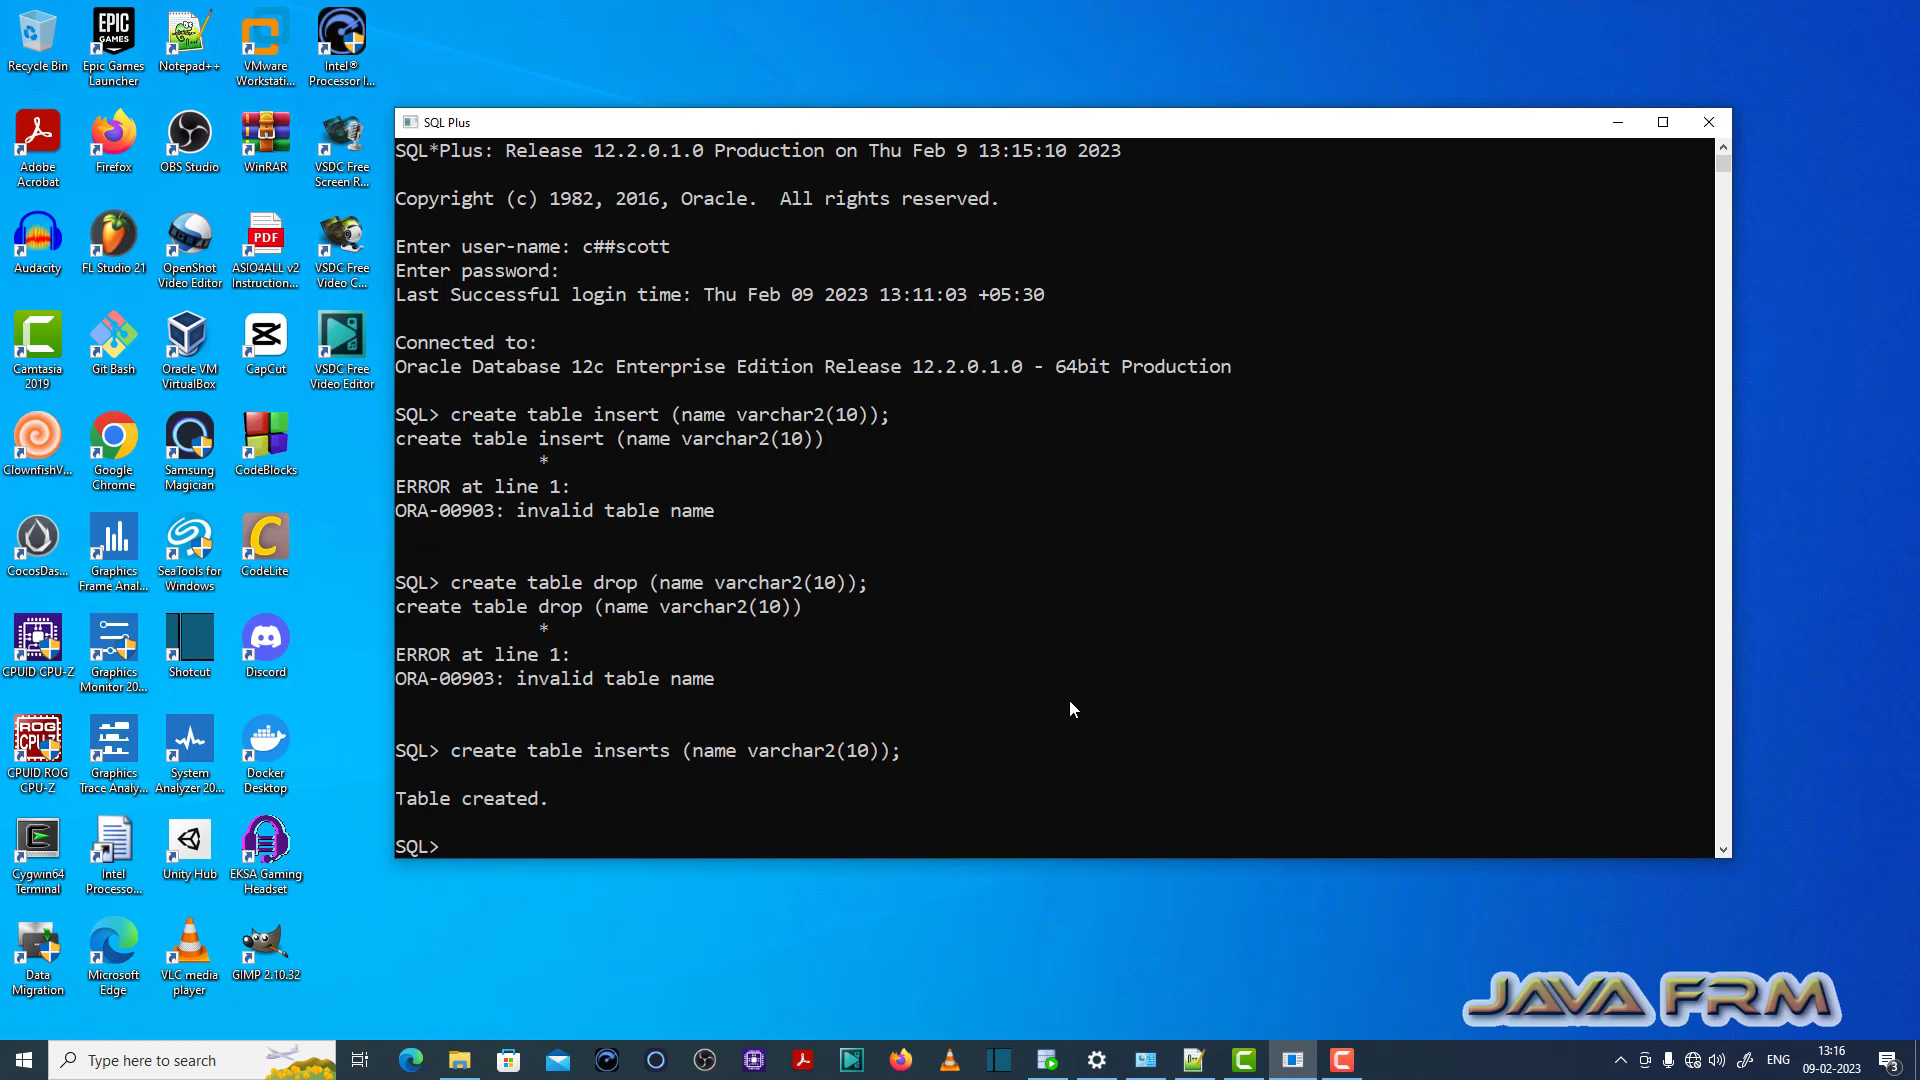 Recycle Bin
Epic Games
Launcher
Notepad++
VMware
Workstati...
Intel®
Processor I...
Adobe
Acrobat
Firefox
OBS Studio
WinRAR
VSDC Free
Screen R...
Audacity
FL Studio 21
OpenShot
Video Editor
ASIO4ALL v2
Instruction...
VSDC Free
Video C...
Camtasia
2019
Git Bash
Oracle VM
VirtualBox
CapCut
VSDC Free
Video Editor
ClownfishV...
Google
Chrome
Samsung
Magician
CodeBlocks
CocosDas...
Graphics
Frame Anal...
SeaTools for
Windows
CodeLite
CPUID CPU-Z
Graphics
Monitor 20...
Shotcut
Discord
CPUID ROG
CPU-Z
Graphics
Trace Analy...
System
Analyzer 20...
Docker
Desktop
Cygwin64
Terminal
Intel
Processo...
Unity Hub
EKSA Gaming
Headset
Data
Migration
Microsoft
Edge
VLC media
player
GIMP 2.10.32
EPIC
GAMES
PDF
ROG
CPU
SQL Plus
SQL*Plus: Release 12.2.0.1.0 Production on Thu Feb 9 13:15:10 2023
Copyright (c) 1982, 2016, Oracle.  All rights reserved.
Enter user-name: c##scott
Enter password:
Last Successful login time: Thu Feb 09 2023 13:11:03 +05:30
Connected to:
Oracle Database 12c Enterprise Edition Release 12.2.0.1.0 - 64bit Production
SQL> create table insert (name varchar2(10));
create table insert (name varchar2(10))
*
ERROR at line 1:
ORA-00903: invalid table name
SQL> create table drop (name varchar2(10));
create table drop (name varchar2(10))
*
ERROR at line 1:
ORA-00903: invalid table name
SQL> create table inserts (name varchar2(10));
Table created.
SQL>
JAVA FRM
Type here to search
ENG
13:16
09-02-2023
3